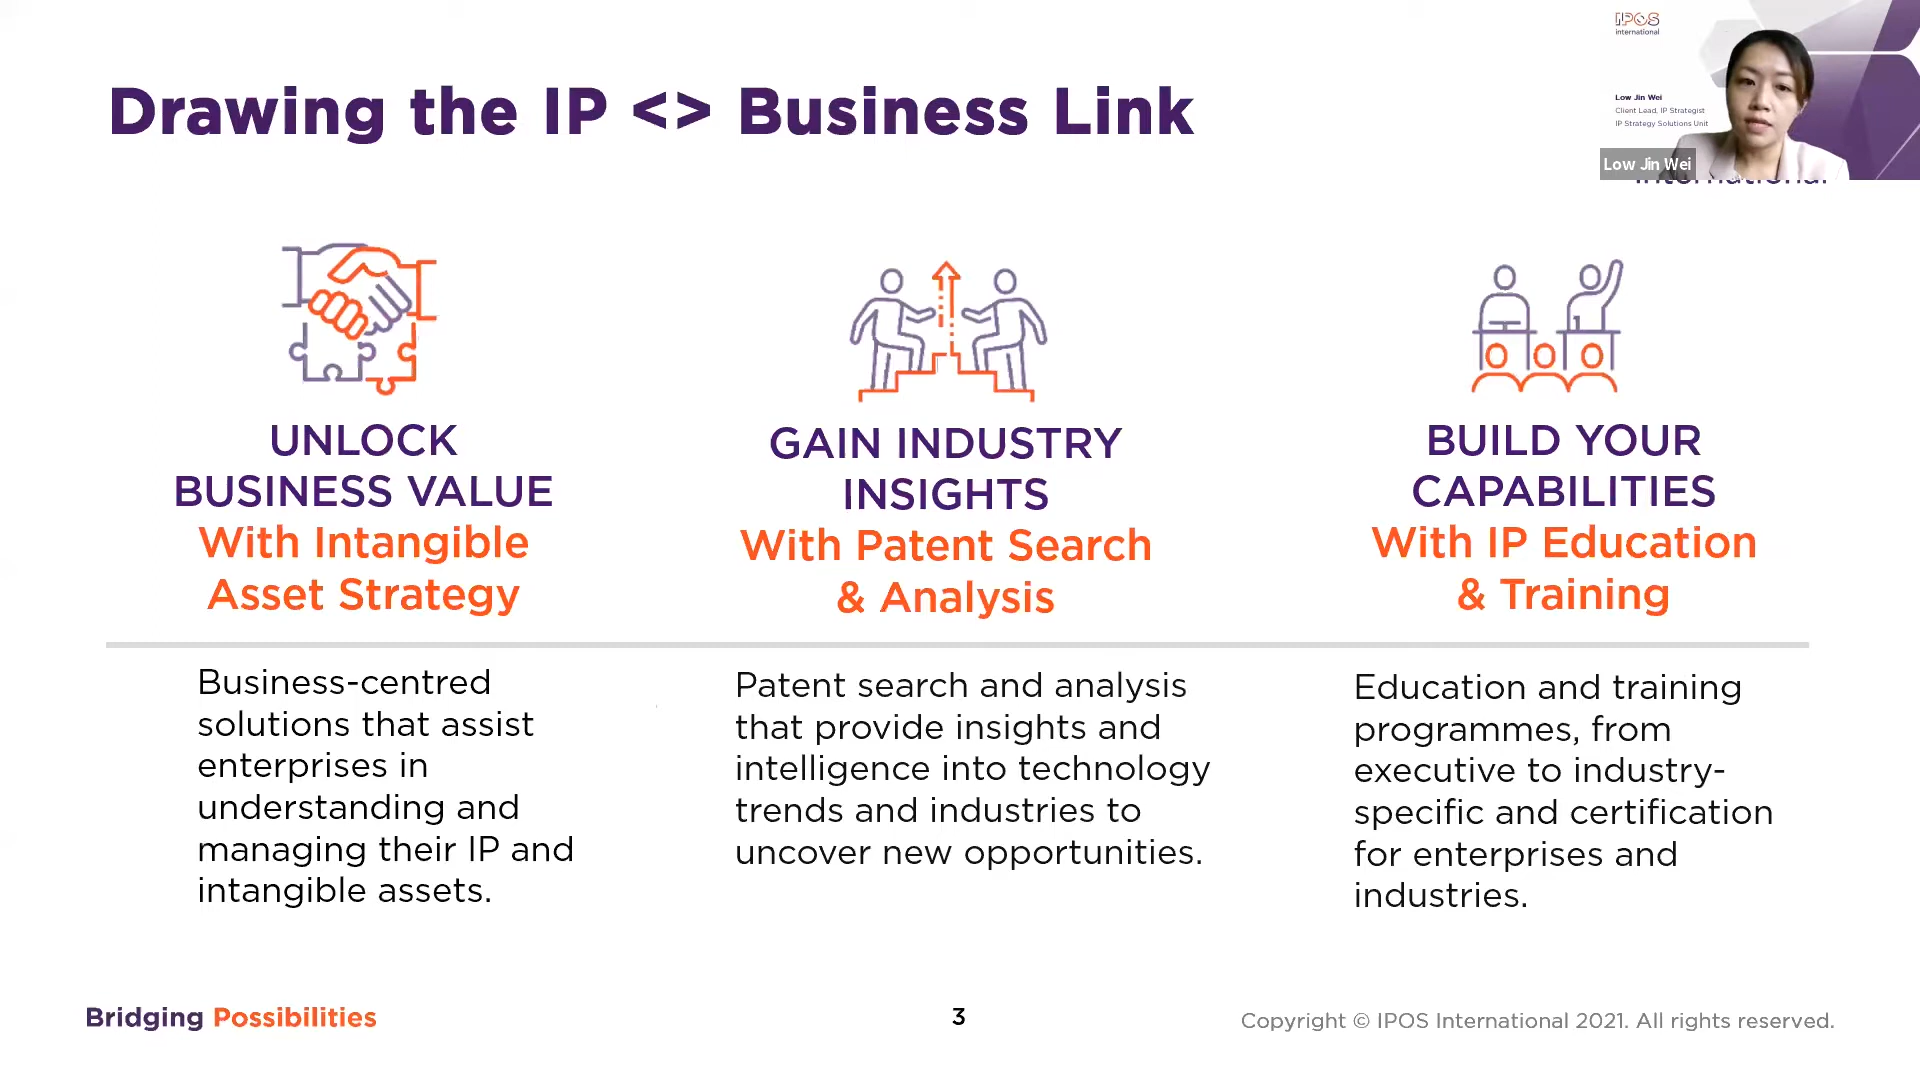 Drawing the IP <> Business Link
IPOS
international
Low Jin Wei
Client Lead, IP Strategist
IP Strategy Solutions Unit
Low Jin Wei
international
UNLOCK
BUSINESS VALUE
With Intangible
Asset Strategy
Business-centred
solutions that assist
enterprises in
understanding and
managing their IP and
intangible assets.
GAIN INDUSTRY
INSIGHTS
With Patent Search
& Analysis
Patent search and analysis
that provide insights and
intelligence into technology
trends and industries to
uncover new opportunities.
BUILD YOUR
CAPABILITIES
With IP Education
& Training
Education and training
programmes, from
executive to industry-
specific and certification
for enterprises and
industries.
Bridging Possibilities
3
Copyright © IPOS International 2021. All rights reserved.